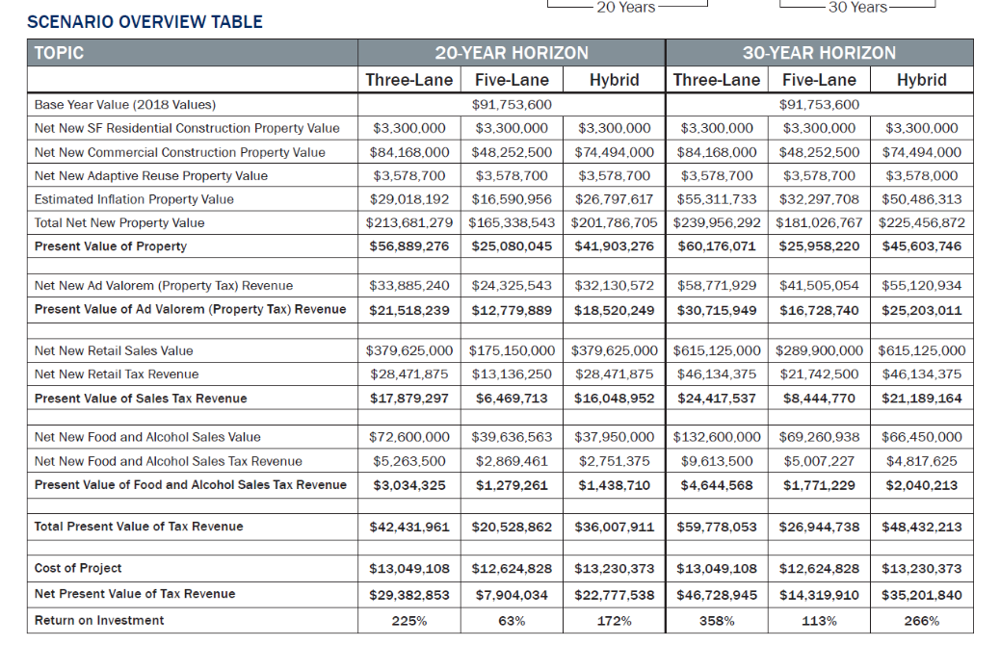 20 Years 30 Years
SCENARIO OVERVIEW TABLE
TOPIC 20-YEAR HORIZON 30-YEAR HORIZON
Three-Lane Five-Lane Hybrid Three-Lane Five-Lane Hybrid
Base Year Value (2018 Values) $91,753,600 $91,753,600
Net New SF Residential Construction Property Value $3,300,000 $3,300,000 $3,300,000 $3,300,000 $3,300,000 $3,300,000
Net New Commercial Construction Property Value $84,168,000 $48,252,500 $74,494,000 $84,168,000 $48,252,500 $74,494,000
Net New Adaptive Reuse Property Value $3,578,700 $3,578,700 $3,578,700 $3,578,700 $3,578,700 $3,578,000
Estimated Inflation Property Value $29,018,192 $16,590,956 $26,797,617 $55,311,733 $32,297,708 $50,486,313
Total Net New Property Value $213,681,279 $165,338,543 $201,786,705 $239,956,292 $181,026,767 $225,456,872
Present Value of Property $56,889,276 $25,080,045 $41,903,276 $60,176,071 $25,958,220 $45,603,746
Net New Ad Valorem (Property Tax) Revenue $33,885,240 $24,325,543 $32,130,572 $58,771,929 $41,505,054 $55,120,934
Present Value of Ad Valorem (Property Tax) Revenue $21,518,239 $12,779,889 $18,520,249 $30,715,949 $16,728,740 $25,203,011
Net New Retail Sales Value $379,625,000 $175,150,000 $379,625,000 $615,125,000 $289,900,000 $615,125,000
Net New Retail Tax Revenue $28,471,875 $13,136,250 $28,471,875 $46,134,375 $21,742,500 $46,134,375
Present Value of Sales Tax Revenue $17,879,297 $6,469,713 $16,048,952 $24,417,537 $8,444,770 $21,189,164
Net New Food and Alcohol Sales Value $72,600,000 $39,636,563 $37,950,000 $132,600,000 $69,260,938 $66,450,000
Net New Food and Alcohol Sales Tax Revenue $5,263,500 $2,869,461 $2,751,375 $9,613,500 $5,007,227 $4,817,625
Present Value of Food and Alcohol Sales Tax Revenue $3,034,325 $1,279,261 $1,438,710 $4,644,568 $1,771,229 $2,040,213
Total Present Value of Tax Revenue $42,431,961 $20,528,862 $36,007,911 $59,778,053 $26,944,738 $48,432,213
Cost of Project $13,049,108 $12,624,828 $13,230,373 $13,049,108 $12,624,828 $13,230,373
Net Present Value of Tax Revenue $29,382,853 $7,904,034 $22,777,538 $46,728,945 $14,319,910 $35,201,840
Return on Investment 225% 63% 172% 358% 113% 266%